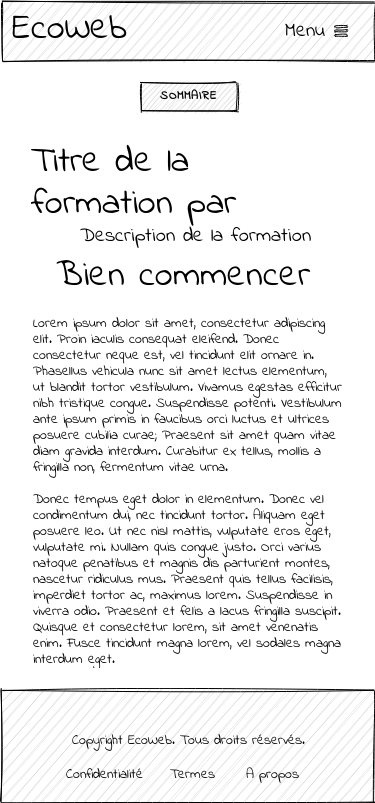 Ecoweb
Menu
SOMMAIRE
Titre de la
formation par
Description de la formation
Bien commencer
Lorem ipsum dolor sit amet, consectetur adipiscing
elit. Proin iaculis consequat eleifend. Donec
consectetur neque est, vel tincidunt elit ornare in.
Phasellus vehicula nunc sit amet lectus elementum,
ut blandit tortor vestibulum. Vivamus egestas efficitur
nibh tristique congue. Suspendisse potenti. Vestibulum
ante ipsum primis in faucibus orci luctus et ultrices
posuere cubilia curae; Praesent sit amet quam vitae
diam gravida interdum. Curabitur ex tellus, mollis a
fringilla non, fermentum vitae urna.
Donec tempus eget dolor in elementum. Donec vel
condimentum dui, nec tincidunt tortor. Aliquam eget
posuere leo. Ut nec nisl mattis, vulputate eros eget,
vulputate mi. Nullam quis congue justo. Orci varius
natoque penatibus et magnis dis parturient montes,
nascetur ridiculus mus. Praesent quis tellus facilisis,
imperdiet tortor ac, maximus lorem. Suspendisse in
viverra odio. Praesent et felis a lacus fringilla suscipit.
Quisque et consectetur lorem, sit amet venenatis
enim. Fusce tincidunt magna lorem, vel sodales magna
interdum eget.
Copyright Ecoweb. Tous droits réservés.
Confidentialité Termes A propos